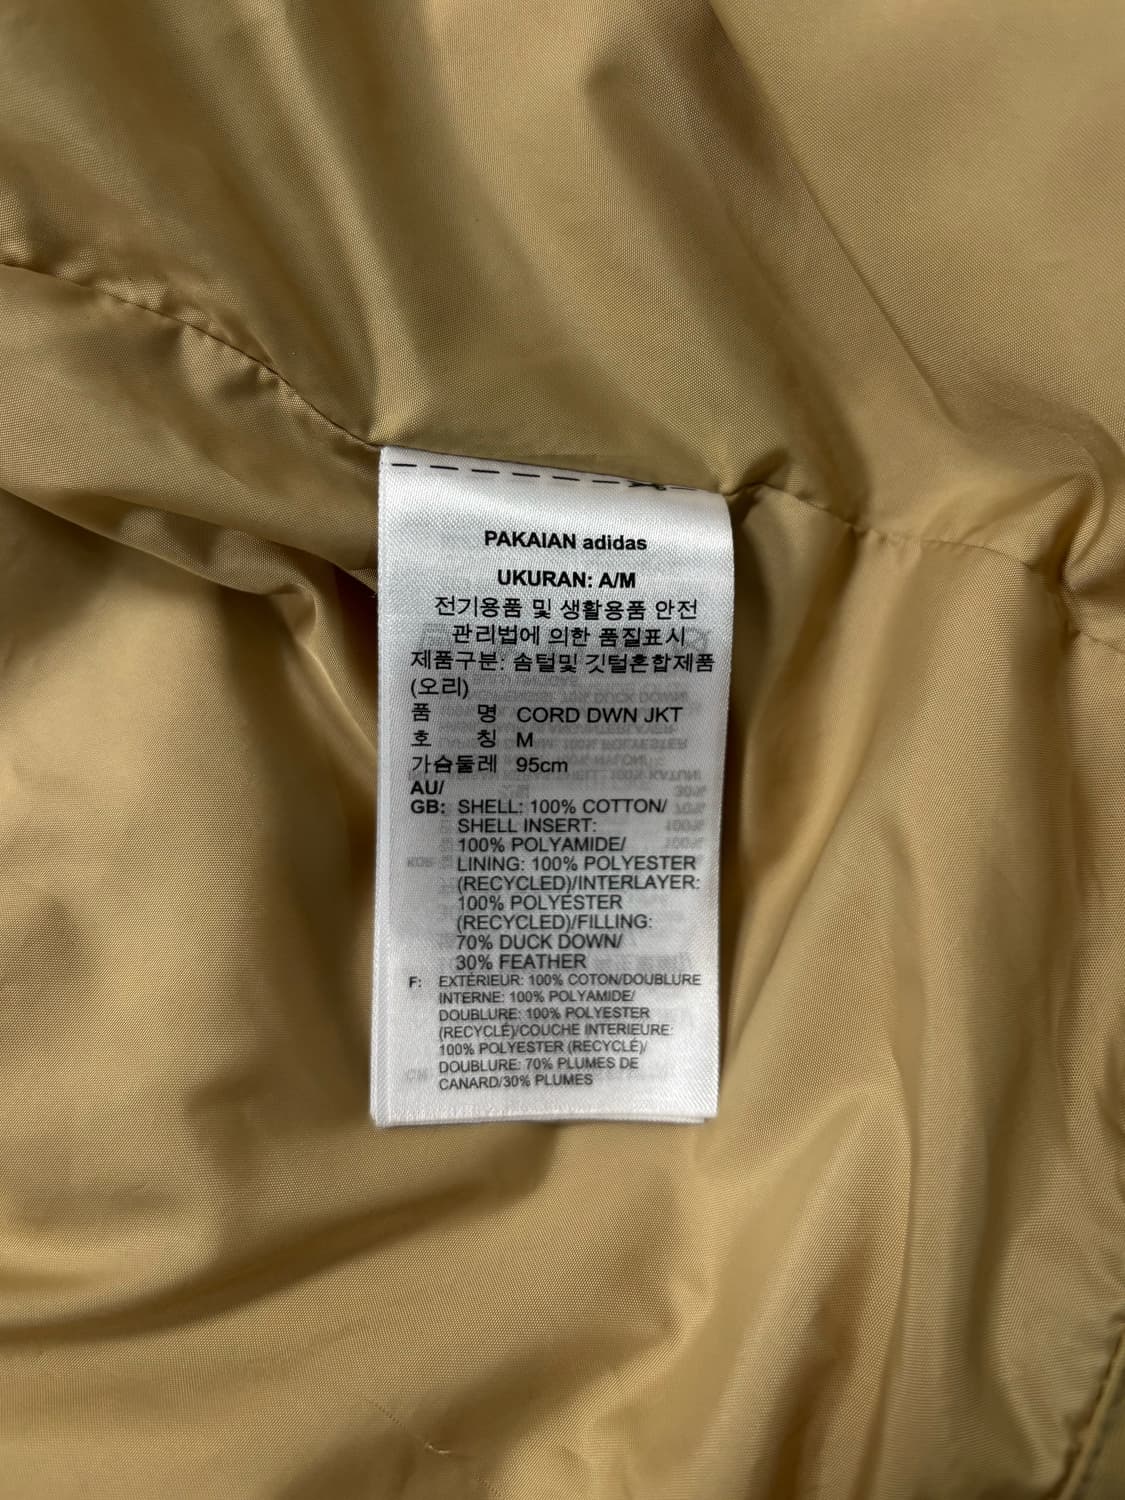 PAKAIAN adidas
UKURAN: A/M
전기용품 및 생활용품 안전
관리법에 의한 품질표시
제품구분: 솜털및 깃털혼합제품
(오리)
품 명 CORD DWN JKT
호 칭 M
가슴둘레 95cm
AU/
GB: SHELL: 100% COTTON/
SHELL INSERT:
100% POLYAMIDE/
LINING: 100% POLYESTER
(RECYCLED)/INTERLAYER:
100% POLYESTER
(RECYCLED)/FILLING:
70% DUCK DOWN/
30% FEATHER
F: EXTÉRIEUR: 100% COTON/DOUBLURE
INTERNE: 100% POLYAMIDE/
DOUBLURE: 100% POLYESTER
(RECYCLÉ)/COUCHE INTERIEURE:
100% POLYESTER (RECYCLÉ)/
DOUBLURE: 70% PLUMES DE
CANARD/30% PLUMES